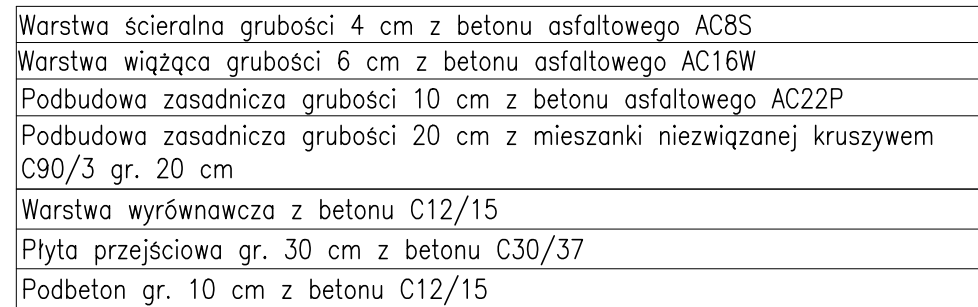 Warstwa ścieralna grubości 4 cm z betonu asfaltowego AC8S
Warstwa wiążąca grubości 6 cm z betonu asfaltowego AC16W
Podbudowa zasadnicza grubości 10 cm z betonu asfaltowego AC22P
Podbudowa zasadnicza grubości 20 cm z mieszanki niezwiązanej kruszywem
C90/3 gr. 20 cm
Warstwa wyrównawcza z betonu C12/15
Płyta przejściowa gr. 30 cm z betonu C30/37
Podbeton gr. 10 cm z betonu C12/15